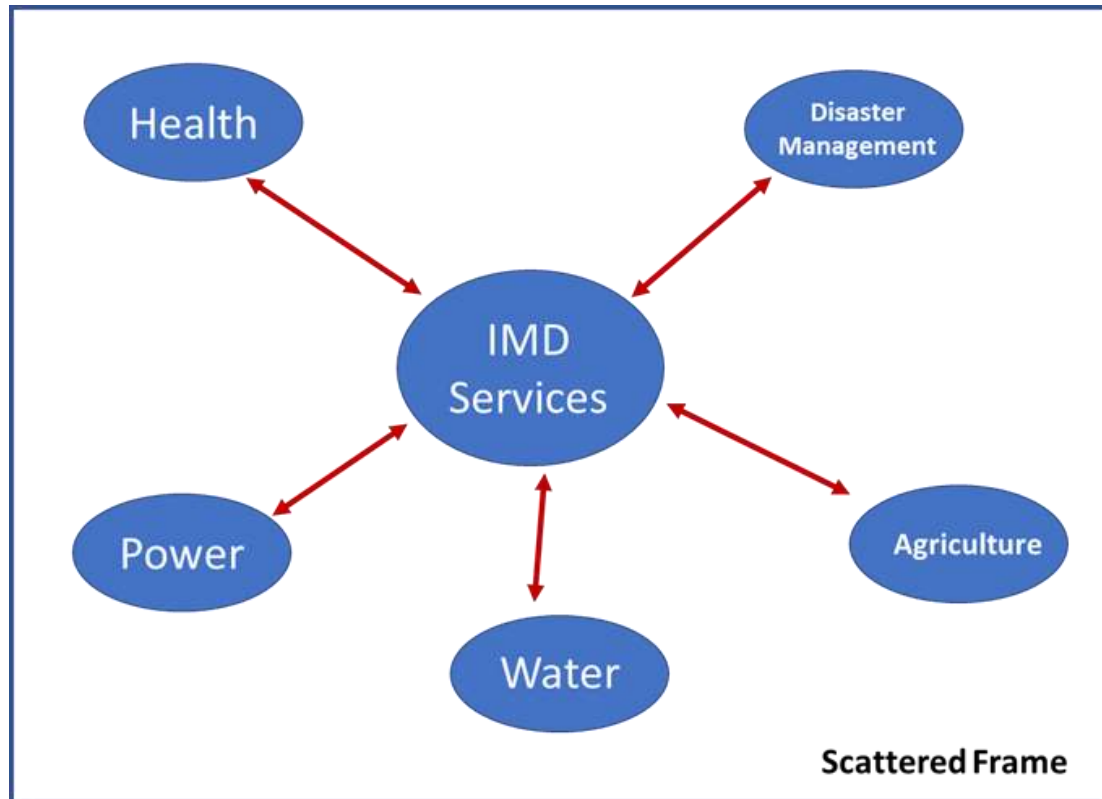 Health
Disaster
Management
IMD
Services
Power
Agriculture
Water
Scattered Frame